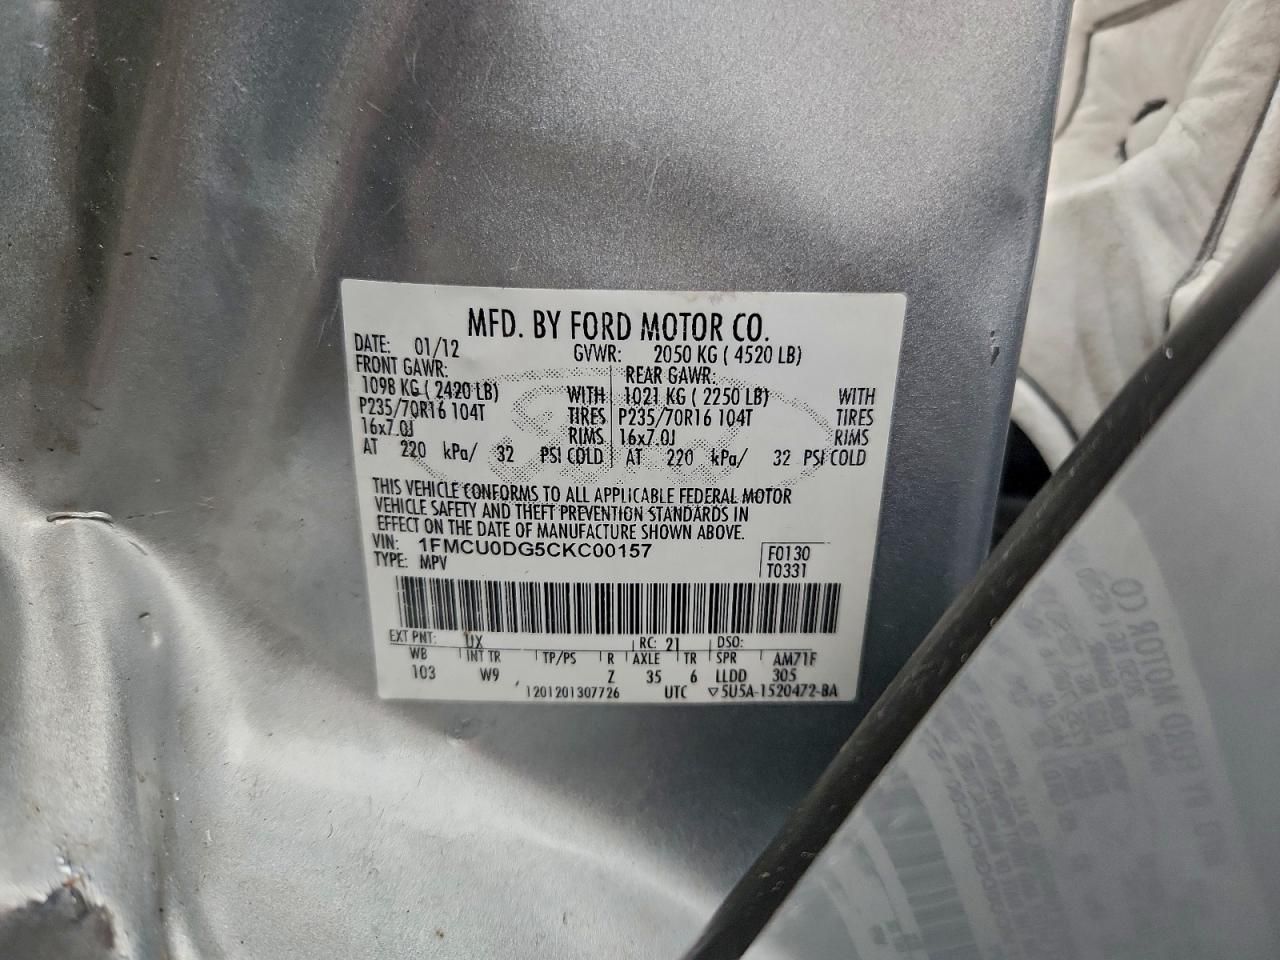 MFD. BY FORD MOTOR CO.
DATE: 01/12 GVWR: 2050 KG ( 4520 LB)
FRONT GAWR: REAR GAWR:
1098 KG ( 2420 LB) WITH 1021 KG ( 2250 LB) WITH
P235/70R16 104T TIRES P235/70R16 104T TIRES
16x7.0J RIMS 16x7.0J RIMS
AT 220 kPa/ 32 PSI COLD AT 220 kPa/ 32 PSI COLD
THIS VEHICLE CONFORMS TO ALL APPLICABLE FEDERAL MOTOR
VEHICLE SAFETY AND THEFT PREVENTION STANDARDS IN
EFFECT ON THE DATE OF MANUFACTURE SHOWN ABOVE.
VIN: 1FMCU0DG5CKC00157 F0130
TYPE: MPV T0331
EXT PNT: UX RC: 21 DSO:
WB INT TR TP/PS R AXLE TR SPR AM71F
103 W9 Z 35 6 LLDD 305
1201201307726 UTC ▽5U5A-1520472-BA